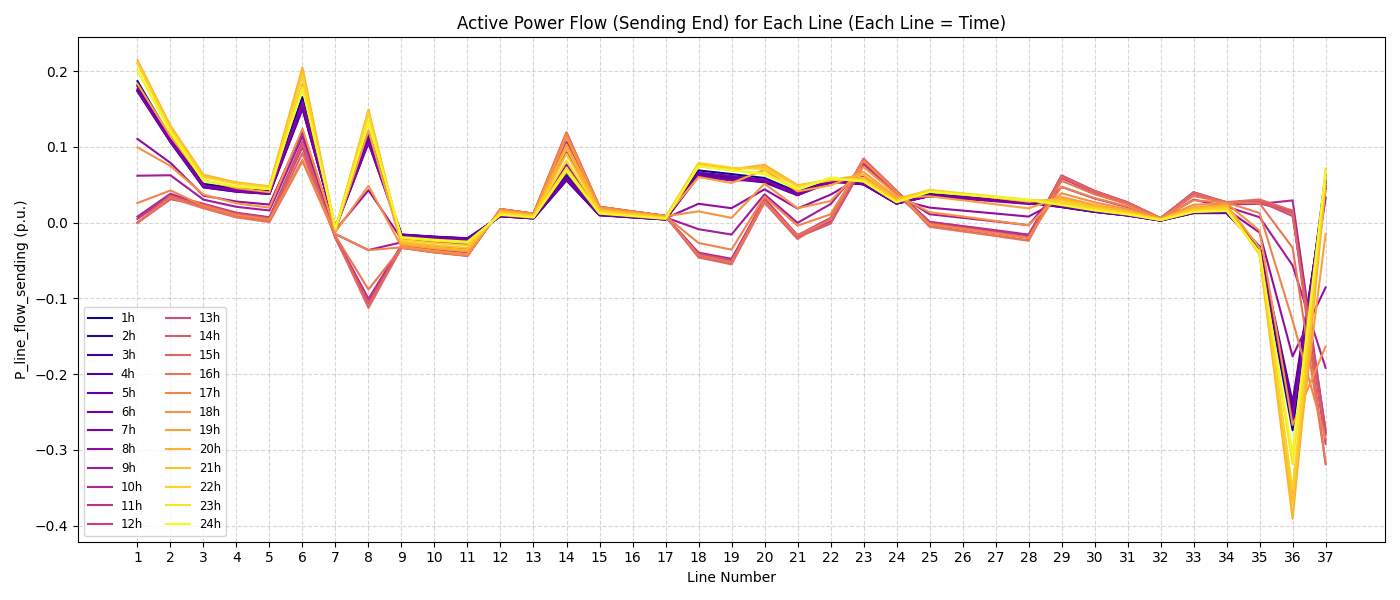 Active Power Flow (Sending End) for Each Line (Each Line = Time)
P_line_flow_sending (p.u.)
0.2
0.1
0.0
−0.1
−0.2
−0.3
−0.4
1h 13h
2h 14h
3h 15h
4h 16h
5h 17h
6h 18h
7h 19h
8h 20h
9h 21h
10h 22h
11h 23h
12h 24h
1 2 3 4 5 6 7 8 9 10 11 12 13 14 15 16 17 18 19 20 21 22 23 24 25 26 27 28 29 30 31 32 33 34 35 36 37
Line Number